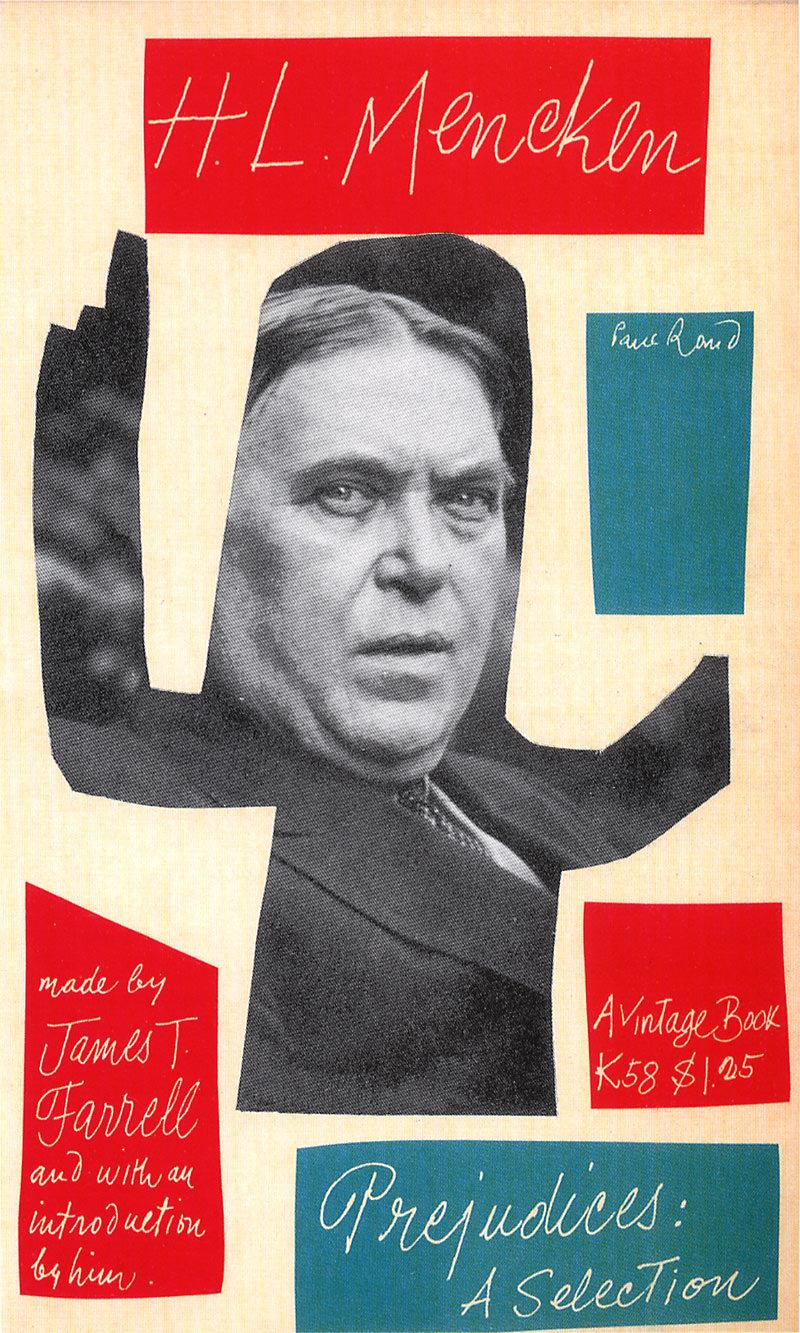 H. L. Mencken
Paul Rand
made by
James T.
Farrell
and with an
introduction
by him.
A Vintage Book
K58 $1.25
Prejudices:
A Selection